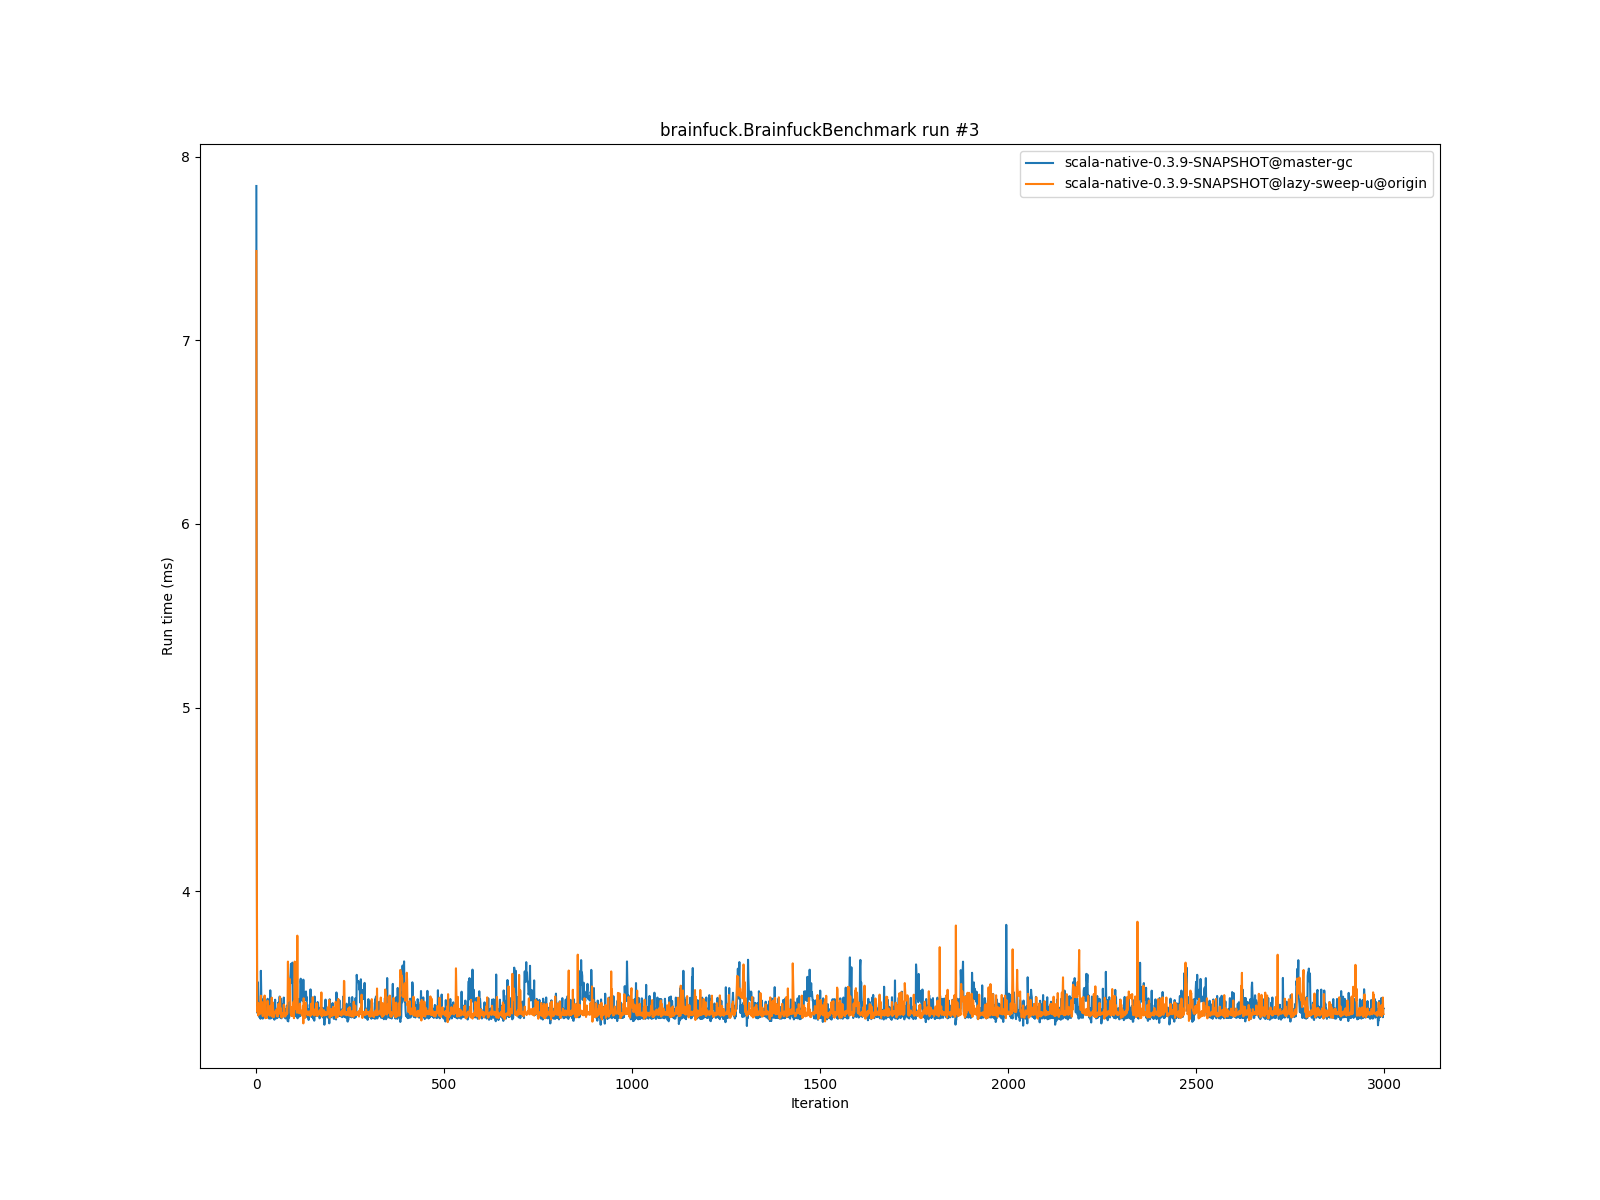 brainfuck.BrainfuckBenchmark run #3
scala-native-0.3.9-SNAPSHOT@master-gc
scala-native-0.3.9-SNAPSHOT@lazy-sweep-u@origin
8
7
6
5
4
Run time (ms)
0 500 1000 1500 2000 2500 3000
Iteration